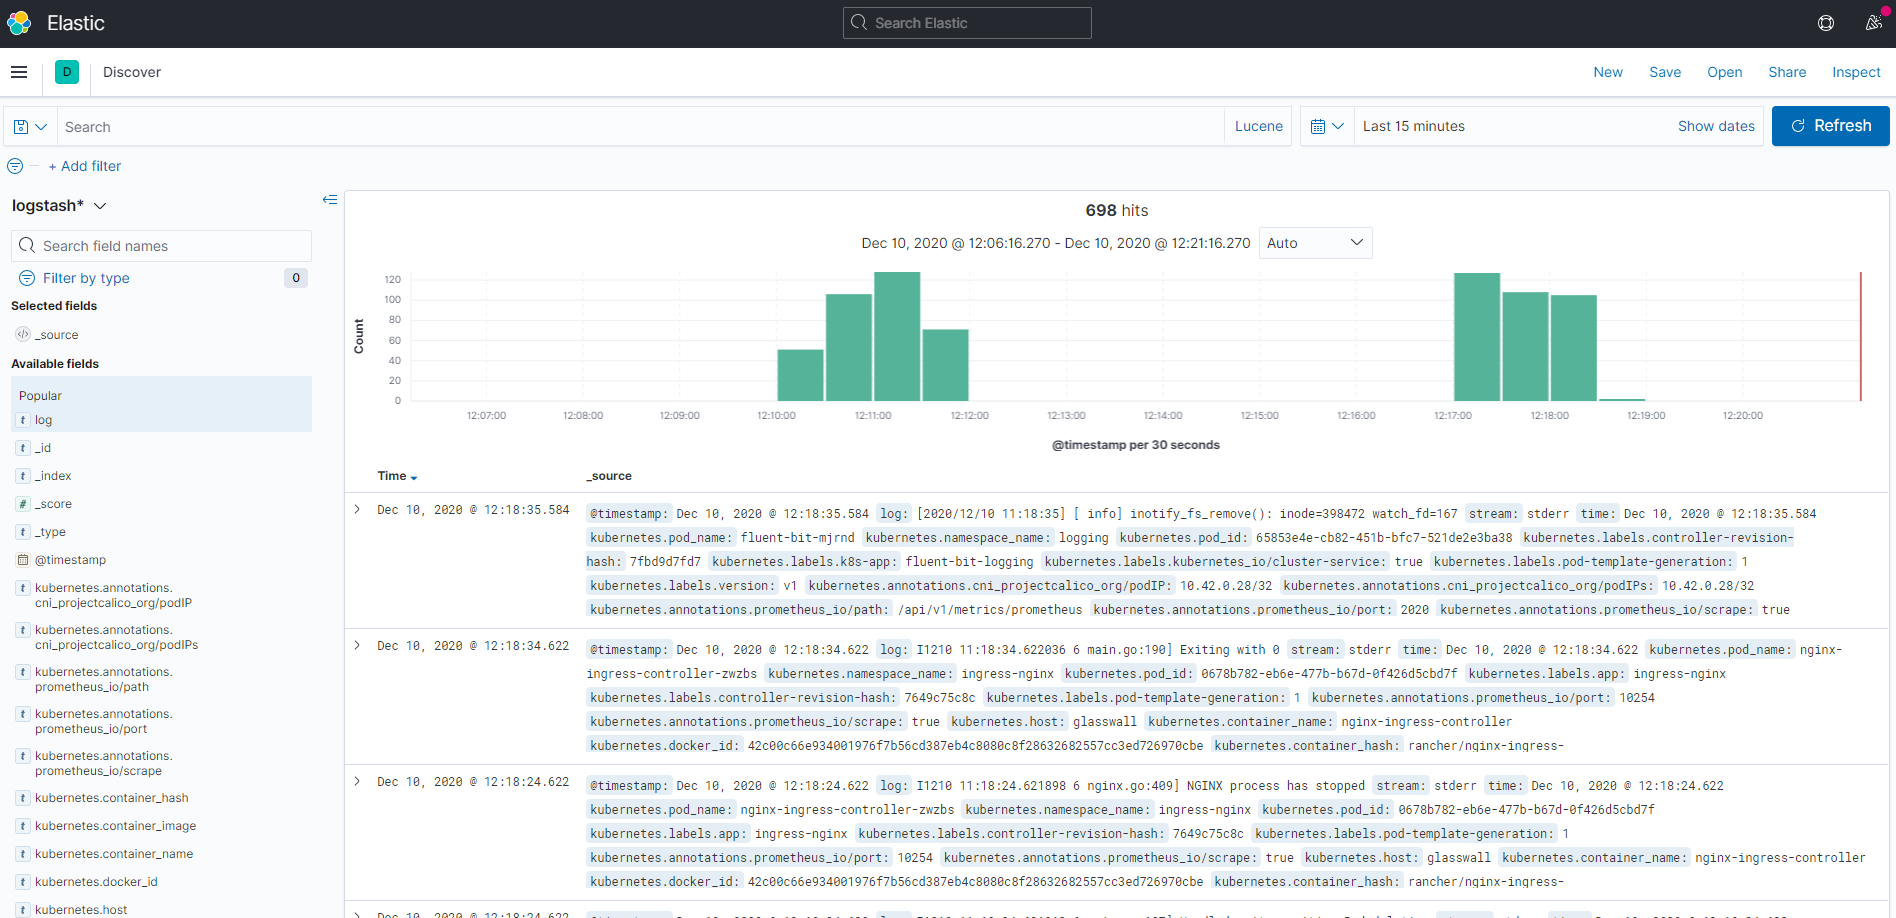 Elastic
Search Elastic
D
Discover
New Save Open Share Inspect
Search
Lucene
Last 15 minutes
Show dates
Refresh
+ Add filter
logstash*
Search field names
Filter by type 0
Selected fields
_source
Available fields
Popular
t log
t _id
t _index
# _score
t _type
@timestamp
t kubernetes.annotations.
cni_projectcalico_org/podIP
t kubernetes.annotations.
cni_projectcalico_org/podIPs
t kubernetes.annotations.
prometheus_io/path
t kubernetes.annotations.
prometheus_io/port
t kubernetes.annotations.
prometheus_io/scrape
t kubernetes.container_hash
t kubernetes.container_image
t kubernetes.container_name
t kubernetes.docker_id
t kubernetes.host
698 hits
Dec 10, 2020 @ 12:06:16.270 - Dec 10, 2020 @ 12:21:16.270 Auto
Count
120
100
80
60
40
20
0
12:07:00 12:08:00 12:09:00 12:10:00 12:11:00 12:12:00 12:13:00 12:14:00 12:15:00 12:16:00 12:17:00 12:18:00 12:19:00 12:20:00
@timestamp per 30 seconds
Time _source
Dec 10, 2020 @ 12:18:35.584 @timestamp: Dec 10, 2020 @ 12:18:35.584 log: [2020/12/10 11:18:35] [ info] inotify_fs_remove(): inode=398472 watch_fd=167 stream: stderr time: Dec 10, 2020 @ 12:18:35.584
kubernetes.pod_name: fluent-bit-mjrnd kubernetes.namespace_name: logging kubernetes.pod_id: 65853e4e-cb82-451b-bfc7-521de2e3ba38 kubernetes.labels.controller-revision-
hash: 7fbd9d7fd7 kubernetes.labels.k8s-app: fluent-bit-logging kubernetes.labels.kubernetes_io/cluster-service: true kubernetes.labels.pod-template-generation: 1
kubernetes.labels.version: v1 kubernetes.annotations.cni_projectcalico_org/podIP: 10.42.0.28/32 kubernetes.annotations.cni_projectcalico_org/podIPs: 10.42.0.28/32
kubernetes.annotations.prometheus_io/path: /api/v1/metrics/prometheus kubernetes.annotations.prometheus_io/port: 2020 kubernetes.annotations.prometheus_io/scrape: true
Dec 10, 2020 @ 12:18:34.622 @timestamp: Dec 10, 2020 @ 12:18:34.622 log: I1210 11:18:34.622036 6 main.go:190] Exiting with 0 stream: stderr time: Dec 10, 2020 @ 12:18:34.622 kubernetes.pod_name: nginx-
ingress-controller-zwzbs kubernetes.namespace_name: ingress-nginx kubernetes.pod_id: 0678b782-eb6e-477b-b67d-0f426d5cbd7f kubernetes.labels.app: ingress-nginx
kubernetes.labels.controller-revision-hash: 7649c75c8c kubernetes.labels.pod-template-generation: 1 kubernetes.annotations.prometheus_io/port: 10254
kubernetes.annotations.prometheus_io/scrape: true kubernetes.host: glasswall kubernetes.container_name: nginx-ingress-controller
kubernetes.docker_id: 42c00c66e934001976f7b56cd387eb4c8080c8f28632682557cc3ed726970cbe kubernetes.container_hash: rancher/nginx-ingress-
Dec 10, 2020 @ 12:18:24.622 @timestamp: Dec 10, 2020 @ 12:18:24.622 log: I1210 11:18:24.621898 6 nginx.go:409] NGINX process has stopped stream: stderr time: Dec 10, 2020 @ 12:18:24.622
kubernetes.pod_name: nginx-ingress-controller-zwzbs kubernetes.namespace_name: ingress-nginx kubernetes.pod_id: 0678b782-eb6e-477b-b67d-0f426d5cbd7f
kubernetes.labels.app: ingress-nginx kubernetes.labels.controller-revision-hash: 7649c75c8c kubernetes.labels.pod-template-generation: 1
kubernetes.annotations.prometheus_io/port: 10254 kubernetes.annotations.prometheus_io/scrape: true kubernetes.host: glasswall kubernetes.container_name: nginx-ingress-controller
kubernetes.docker_id: 42c00c66e934001976f7b56cd387eb4c8080c8f28632682557cc3ed726970cbe kubernetes.container_hash: rancher/nginx-ingress-
Dec 10, 2020 @ 12:18:24.622